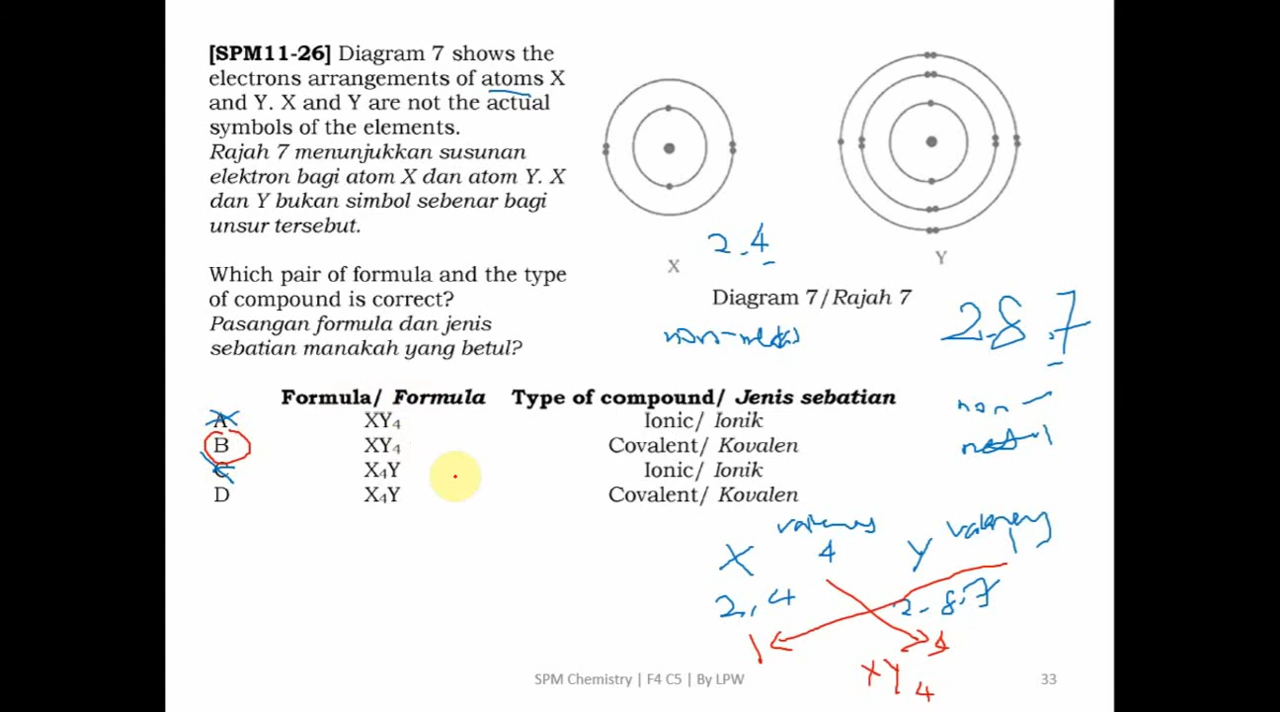 [SPM11-26] Diagram 7 shows the
electrons arrangements of atoms X
and Y. X and Y are not the actual
symbols of the elements.
Rajah 7 menunjukkan susunan
elektron bagi atom X dan atom Y. X
dan Y bukan simbol sebenar bagi
unsur tersebut.
Which pair of formula and the type
of compound is correct?
Pasangan formula dan jenis
sebatian manakah yang betul?
X
2.4
Y
Diagram 7/Rajah 7
non-metal
2.8.7
non-
metal
Formula/ Formula Type of compound/ Jenis sebatian
A XY₄ Ionic/ Ionik
B XY₄ Covalent/ Kovalen
C X₄Y Ionic/ Ionik
D X₄Y Covalent/ Kovalen
X 4 Y valency 1
2.4 2.8.7
1 4
XY₄
SPM Chemistry | F4 C5 | By LPW 33